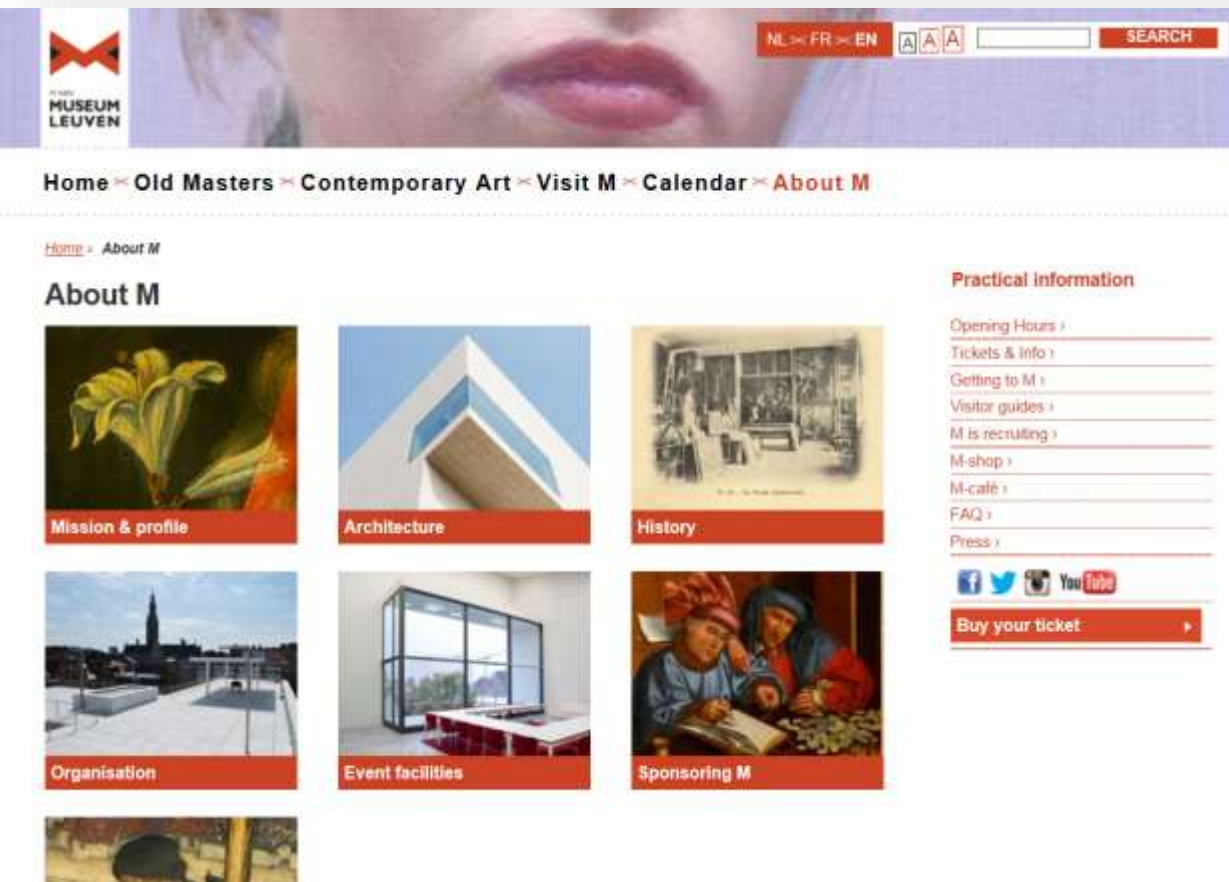 NL FR EN A A A SEARCH
MUSEUM
LEUVEN
Home Old Masters Contemporary Art Visit M Calendar About M
Home › About M
About M
Mission & profile
Architecture
History
Organisation
Event facilities
Sponsoring M
Practical information
Opening Hours ›
Tickets & Info ›
Getting to M ›
Visitor guides ›
M is recruiting ›
M-shop ›
M-café ›
FAQ ›
Press ›
You Tube
Buy your ticket